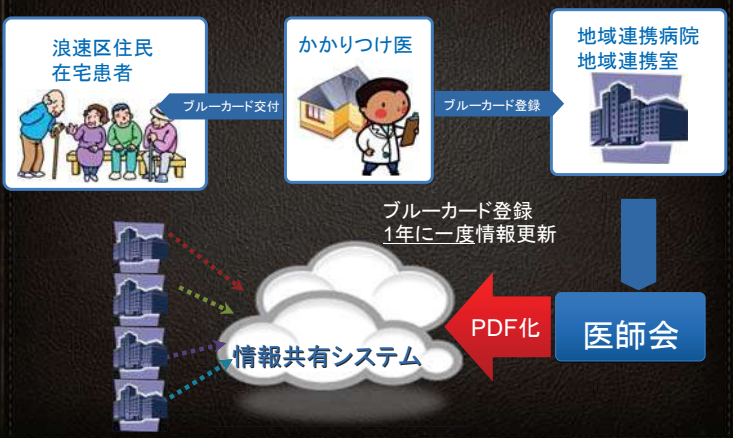 浪速区住民
在宅患者
ブルーカード交付
かかりつけ医
ブルーカード登録
地域連携病院
地域連携室
ブルーカード登録
1年に一度情報更新
情報共有システム
PDF化
医師会